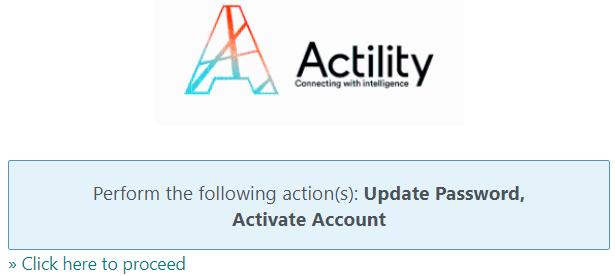 Actility
Connecting with intelligence
Perform the following action(s): Update Password,
Activate Account
» Click here to proceed